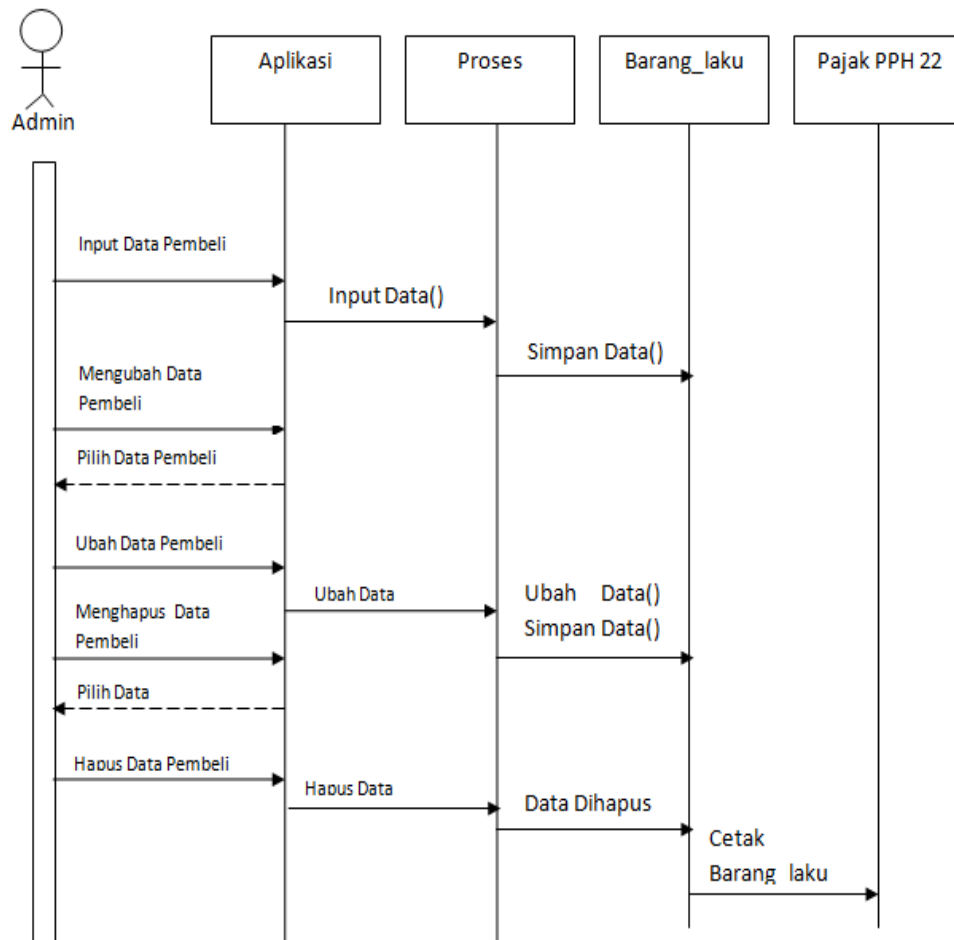 Admin
Aplikasi
Proses
Barang_laku
Pajak PPH 22
Input Data Pembeli
Input Data()
Simpan Data()
Mengubah Data
Pembeli
Pilih Data Pembeli
Ubah Data Pembeli
Ubah Data
Ubah Data()
Simpan Data()
Menghapus Data
Pembeli
Pilih Data
Hapus Data Pembeli
Hapus Data
Data Dihapus
Cetak
Barang_laku